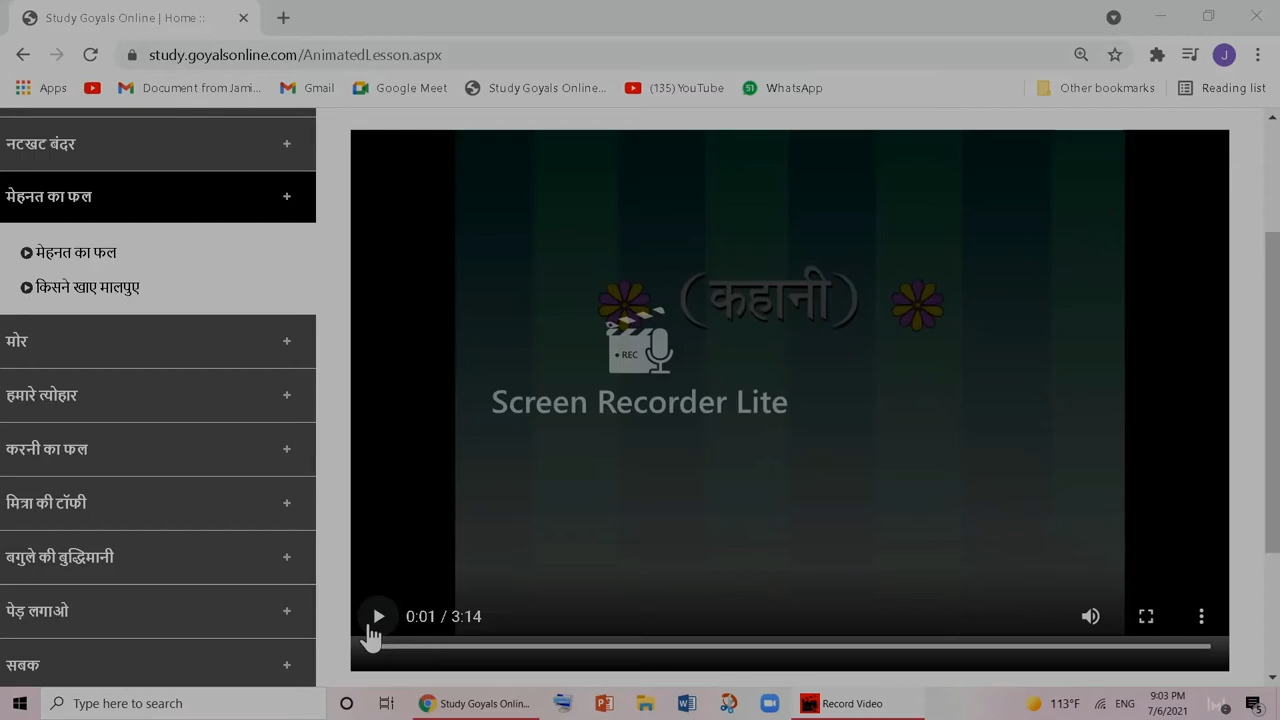 Study Goyals Online | Home ::
study.goyalsonline.com/AnimatedLesson.aspx
J
Apps
Document from Jami...
Gmail
Google Meet
Study Goyals Online...
(135) YouTube
51
WhatsApp
Other bookmarks
Reading list
नटखट बंदर +
मेहनत का फल +
मेहनत का फल
किसने खाए मालपुए
मोर +
हमारे त्योहार +
करनी का फल +
मित्रा की टॉफी +
बगुले की बुद्धिमानी +
पेड़ लगाओ +
सबक +
(कहानी)
REC
Screen Recorder Lite
0:01 / 3:14
Type here to search
Study Goyals Onlin...
Record Video
113°F
ENG
9:03 PM
7/6/2021
5